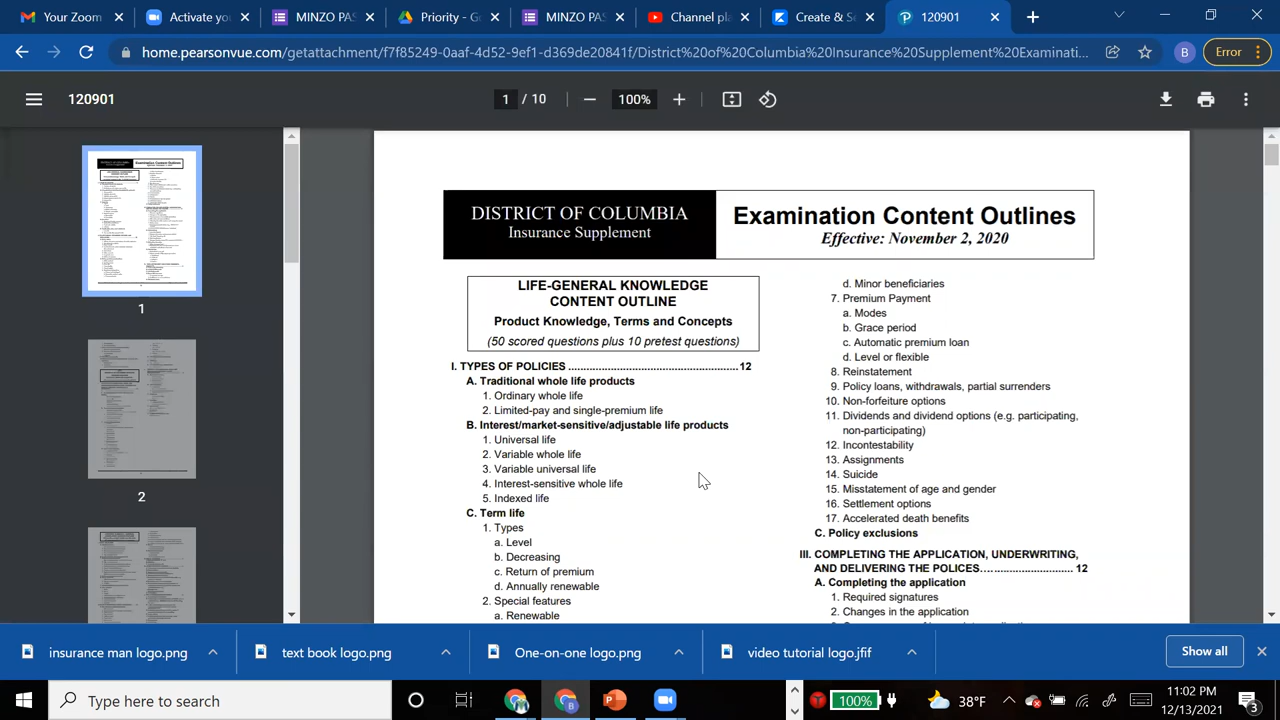 Your Zoom
Activate you
MINZO PAS
Priority - Go
MINZO PAS
Channel pla
Create & Se
120901
home.pearsonvue.com/getattachment/f7f85249-0aaf-4d52-9ef1-d369de20841f/District%20of%20Columbia%20Insurance%20Supplement%20Examinati...
B
Error
120901
1 / 10
100%
1
2
DISTRICT OF COLUMBIA
Insurance Supplement
Examination Content Outlines
Effective: November 2, 2020
LIFE-GENERAL KNOWLEDGE
CONTENT OUTLINE
Product Knowledge, Terms and Concepts
(50 scored questions plus 10 pretest questions)
I. TYPES OF POLICIES ........................................................ 12
A. Traditional whole life products
1. Ordinary whole life
2. Limited-pay and single-premium life
B. Interest/market-sensitive/adjustable life products
1. Universal life
2. Variable whole life
3. Variable universal life
4. Interest-sensitive whole life
5. Indexed life
C. Term life
1. Types
a. Level
b. Decreasing
c. Return of premium
d. Annually renewable
2. Special features
a. Renewable
d. Minor beneficiaries
7. Premium Payment
a. Modes
b. Grace period
c. Automatic premium loan
d. Level or flexible
8. Reinstatement
9. Policy loans, withdrawals, partial surrenders
10. Non-forfeiture options
11. Dividends and dividend options (e.g. participating,
non-participating)
12. Incontestability
13. Assignments
14. Suicide
15. Misstatement of age and gender
16. Settlement options
17. Accelerated death benefits
C. Policy exclusions
III. COMPLETING THE APPLICATION, UNDERWRITING,
AND DELIVERING THE POLICES........................... 12
A. Completing the application
1. Required signatures
2. Changes in the application
insurance man logo.png
text book logo.png
One-on-one logo.png
video tutorial logo.jfif
Show all
Type here to search
100%
38°F
11:02 PM
12/13/2021
3